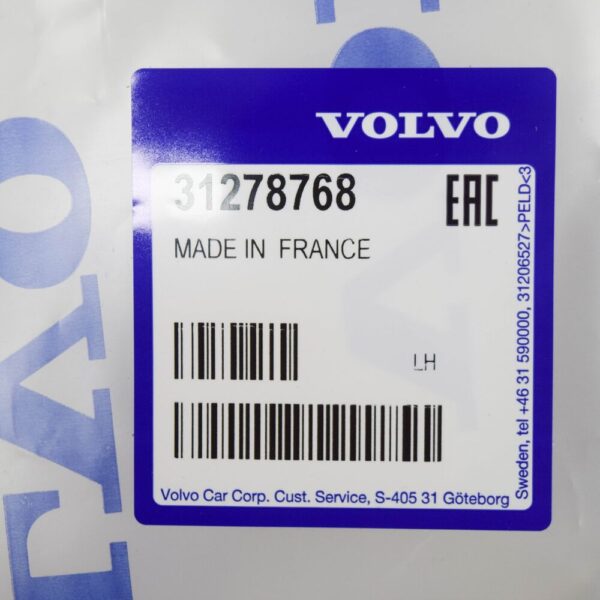 VOLVO
31278768
EAC
MADE IN FRANCE
LH
Volvo Car Corp. Cust. Service, S-405 31 Göteborg
Sweden, tel +46 31 590000, 31206527>PELD<3